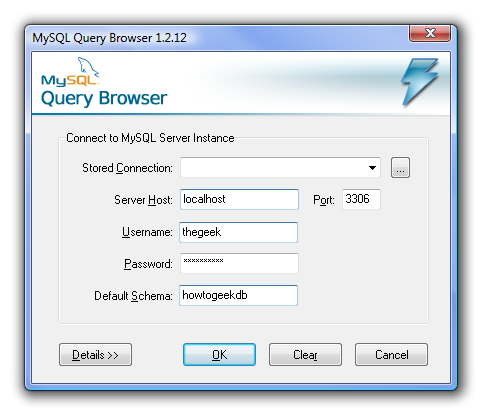 MySQL Query Browser 1.2.12
MySQL
Query Browser
Connect to MySQL Server Instance
Stored Connection:
...
Server Host: localhost Port: 3306
Username: thegeek
Password: **********
Default Schema: howtogeekdb
Details >> OK Clear Cancel